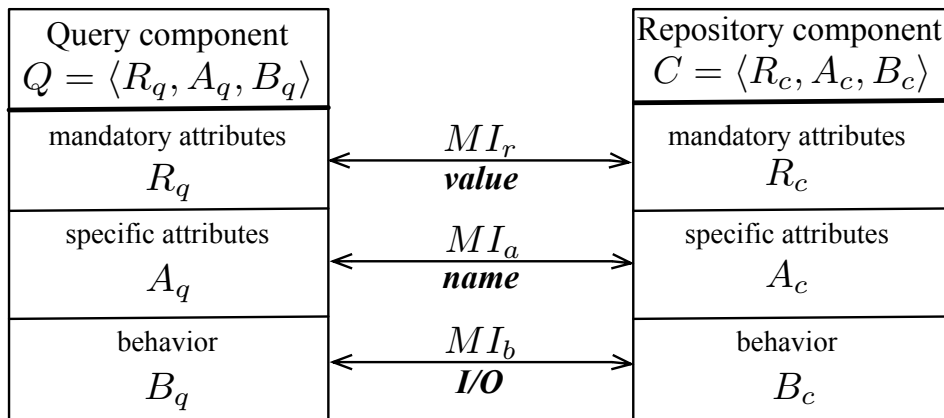 Query component
Q = ⟨R_q, A_q, B_q⟩
mandatory attributes
R_q
specific attributes
A_q
behavior
B_q
MI_r
value
MI_a
name
MI_b
I/O
Repository component
C = ⟨R_c, A_c, B_c⟩
mandatory attributes
R_c
specific attributes
A_c
behavior
B_c